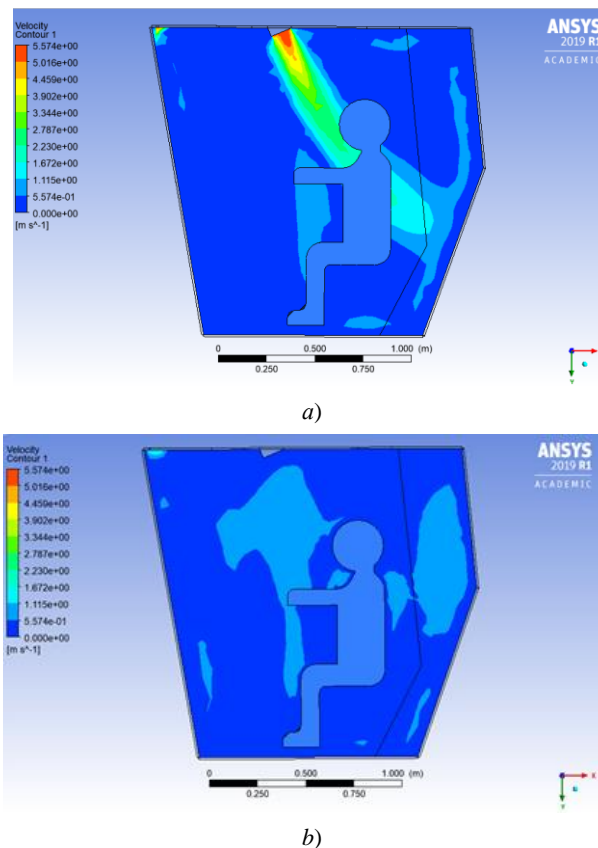 ANSYS
2019 R1
ACADEMIC
Velocity
Contour 1
5.574e+00
5.016e+00
4.459e+00
3.902e+00
3.344e+00
2.787e+00
2.230e+00
1.672e+00
1.115e+00
5.574e-01
0.000e+00
[m s^-1]
0 0.500 1.000 (m)
0.250 0.750
Y
a)
ANSYS
2019 R1
ACADEMIC
Velocity
Contour 1
5.574e+00
5.016e+00
4.459e+00
3.902e+00
3.344e+00
2.787e+00
2.230e+00
1.672e+00
1.115e+00
5.574e-01
0.000e+00
[m s^-1]
0 0.500 1.000 (m)
0.250 0.750
X
Y
b)